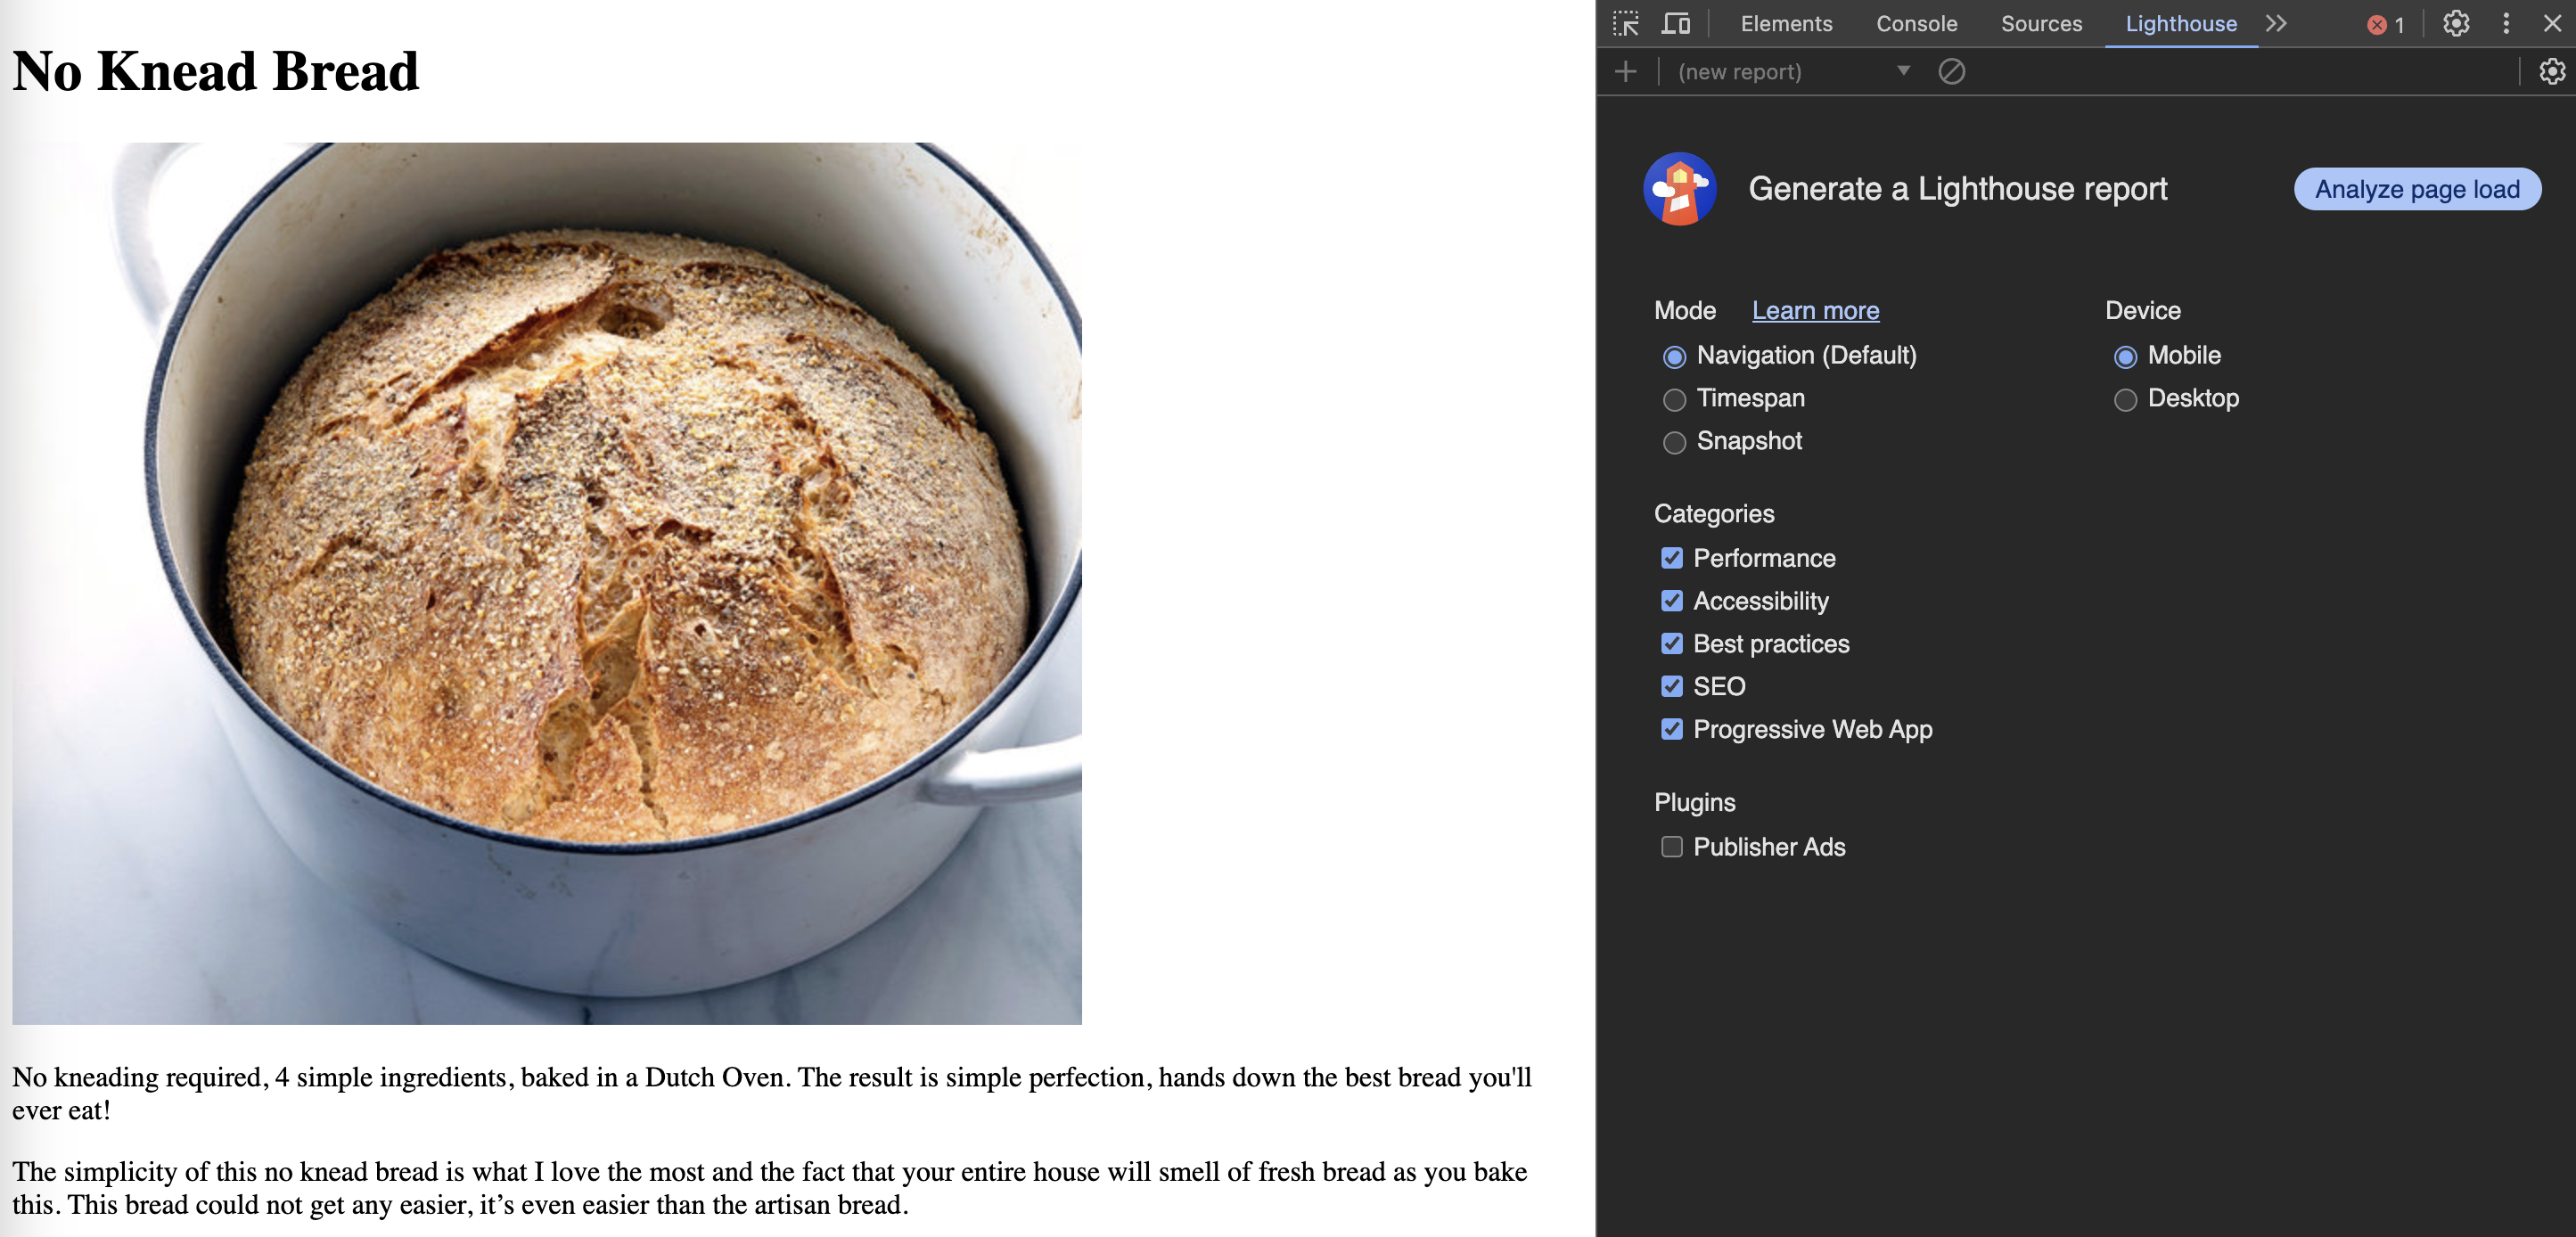 No Knead Bread
No kneading required, 4 simple ingredients, baked in a Dutch Oven. The result is simple perfection, hands down the best bread you'll
ever eat!
The simplicity of this no knead bread is what I love the most and the fact that your entire house will smell of fresh bread as you bake
this. This bread could not get any easier, it’s even easier than the artisan bread.
Elements Console Sources Lighthouse 1
(new report)
Generate a Lighthouse report Analyze page load
Mode Learn more Device
Navigation (Default) Mobile
Timespan Desktop
Snapshot
Categories
Performance
Accessibility
Best practices
SEO
Progressive Web App
Plugins
Publisher Ads